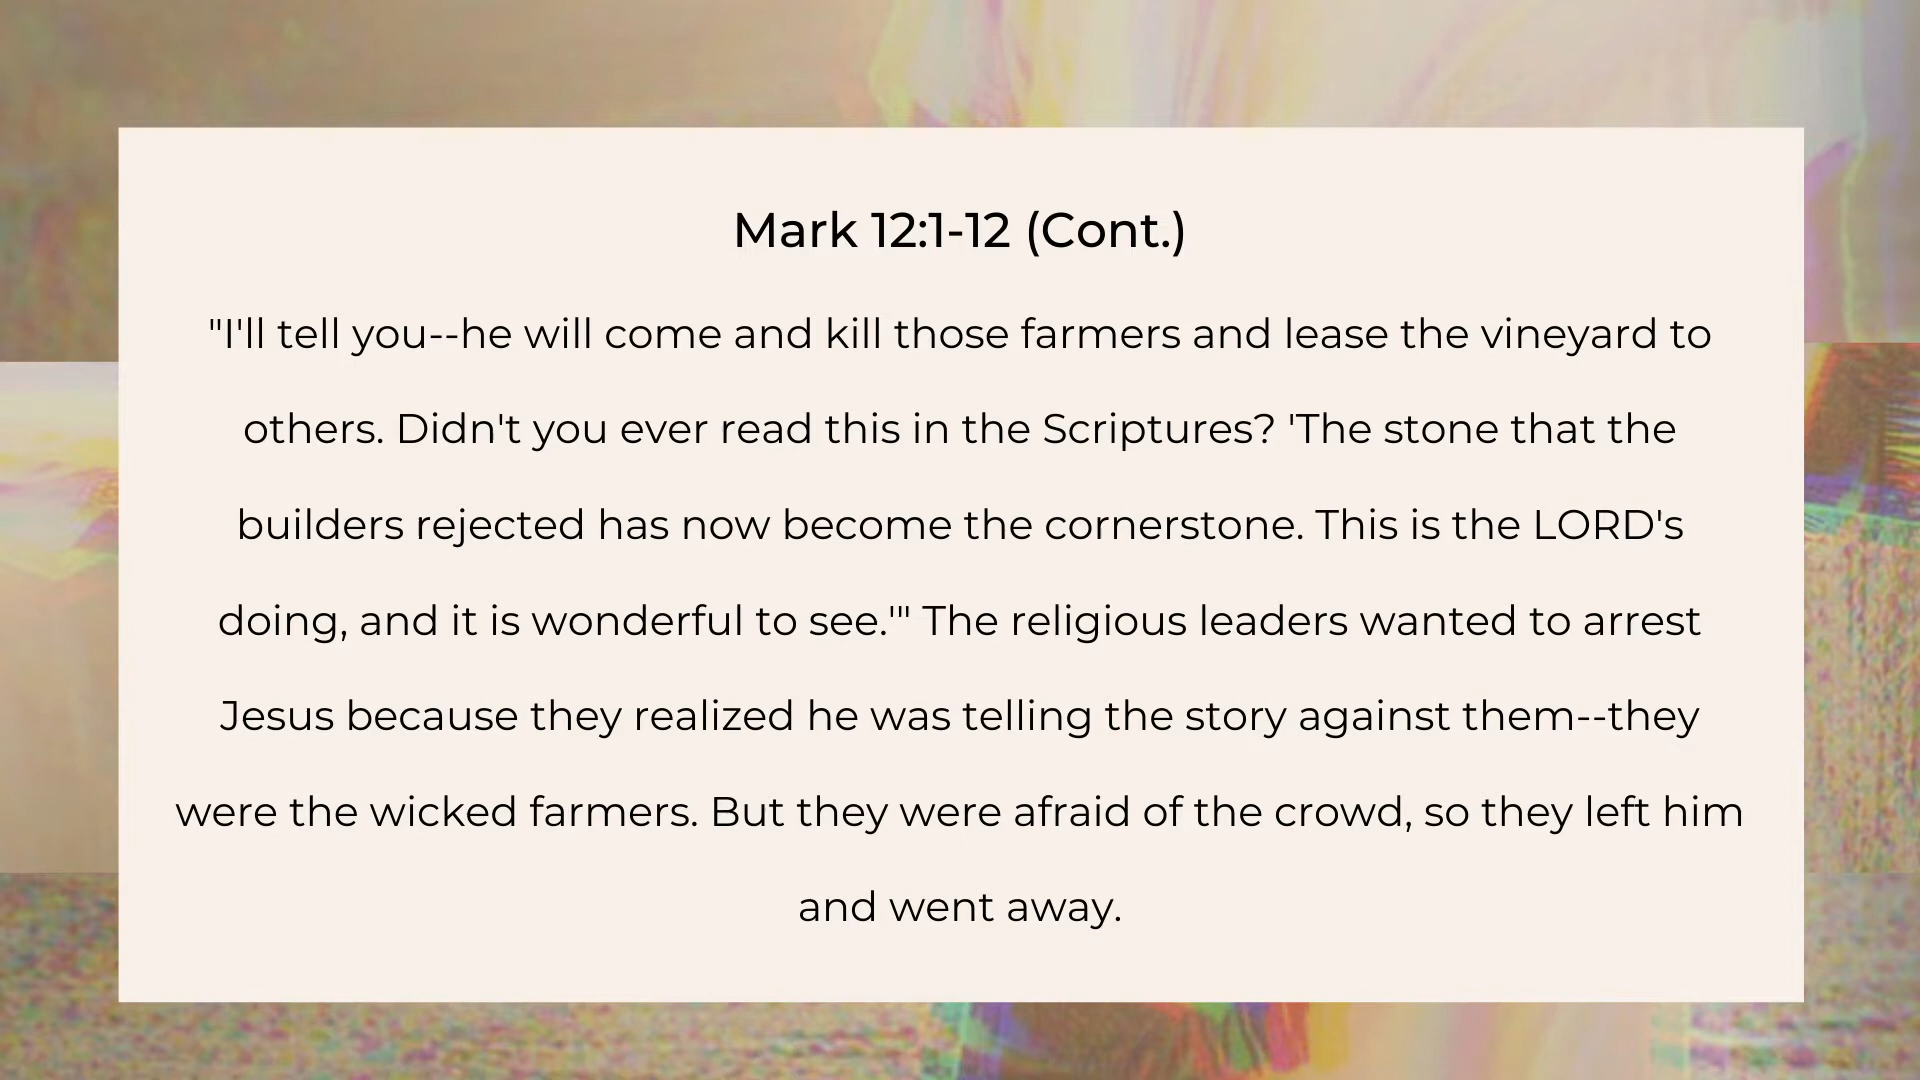 Mark 12:1-12 (Cont.)
"I'll tell you--he will come and kill those farmers and lease the vineyard to
others. Didn't you ever read this in the Scriptures? 'The stone that the
builders rejected has now become the cornerstone. This is the LORD's
doing, and it is wonderful to see.'" The religious leaders wanted to arrest
Jesus because they realized he was telling the story against them--they
were the wicked farmers. But they were afraid of the crowd, so they left him
and went away.